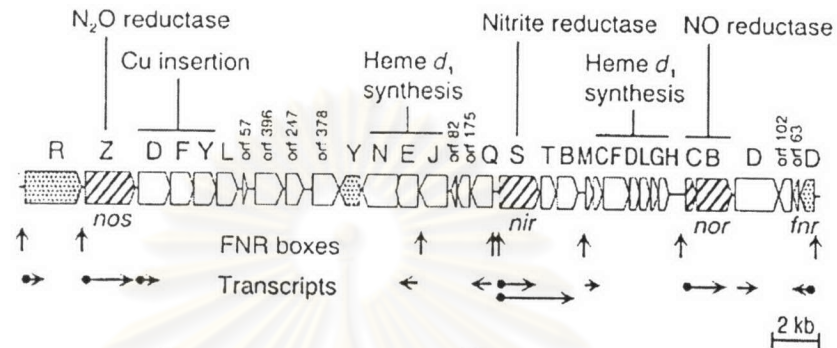 N₂O reductase
Nitrite reductase NO reductase
Cu insertion
Heme d₁ synthesis
Heme d₁ synthesis
R Z D F Y L orf 57 orf 396 orf 247 orf 378 Y N E J orf 82 orf 175 Q S T B M C F D L G H C B D orf 102 orf 63 D
nos nir nor fnr
FNR boxes
Transcripts
2 kb